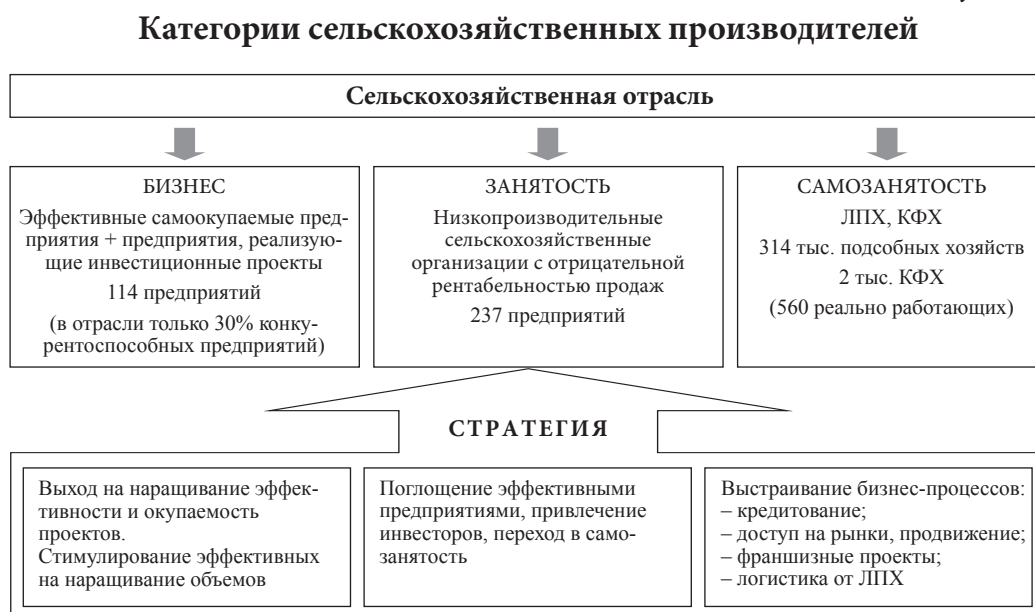 Категории сельскохозяйственных производителей
Сельскохозяйственная отрасль
БИЗНЕС
Эффективные самоокупаемые пред-
приятия + предприятия, реализую-
щие инвестиционные проекты
114 предприятий
(в отрасли только 30% конку-
рентоспособных предприятий)
ЗАНЯТОСТЬ
Низкопроизводительные
сельскохозяйственные
организации с отрицательной
рентабельностью продаж
237 предприятий
САМОЗАНЯТОСТЬ
ЛПХ, КФХ
314 тыс. подсобных хозяйств
2 тыс. КФХ
(560 реально работающих)
СТРАТЕГИЯ
Выход на наращивание эффек-
тивности и окупаемость
проектов.
Стимулирование эффективных
на наращивание объемов
Поглощение эффективными
предприятиями, привлечение
инвесторов, переход в само-
занятость
Выстраивание бизнес-процессов:
– кредитование;
– доступ на рынки, продвижение;
– франшизные проекты;
– логистика от ЛПХ